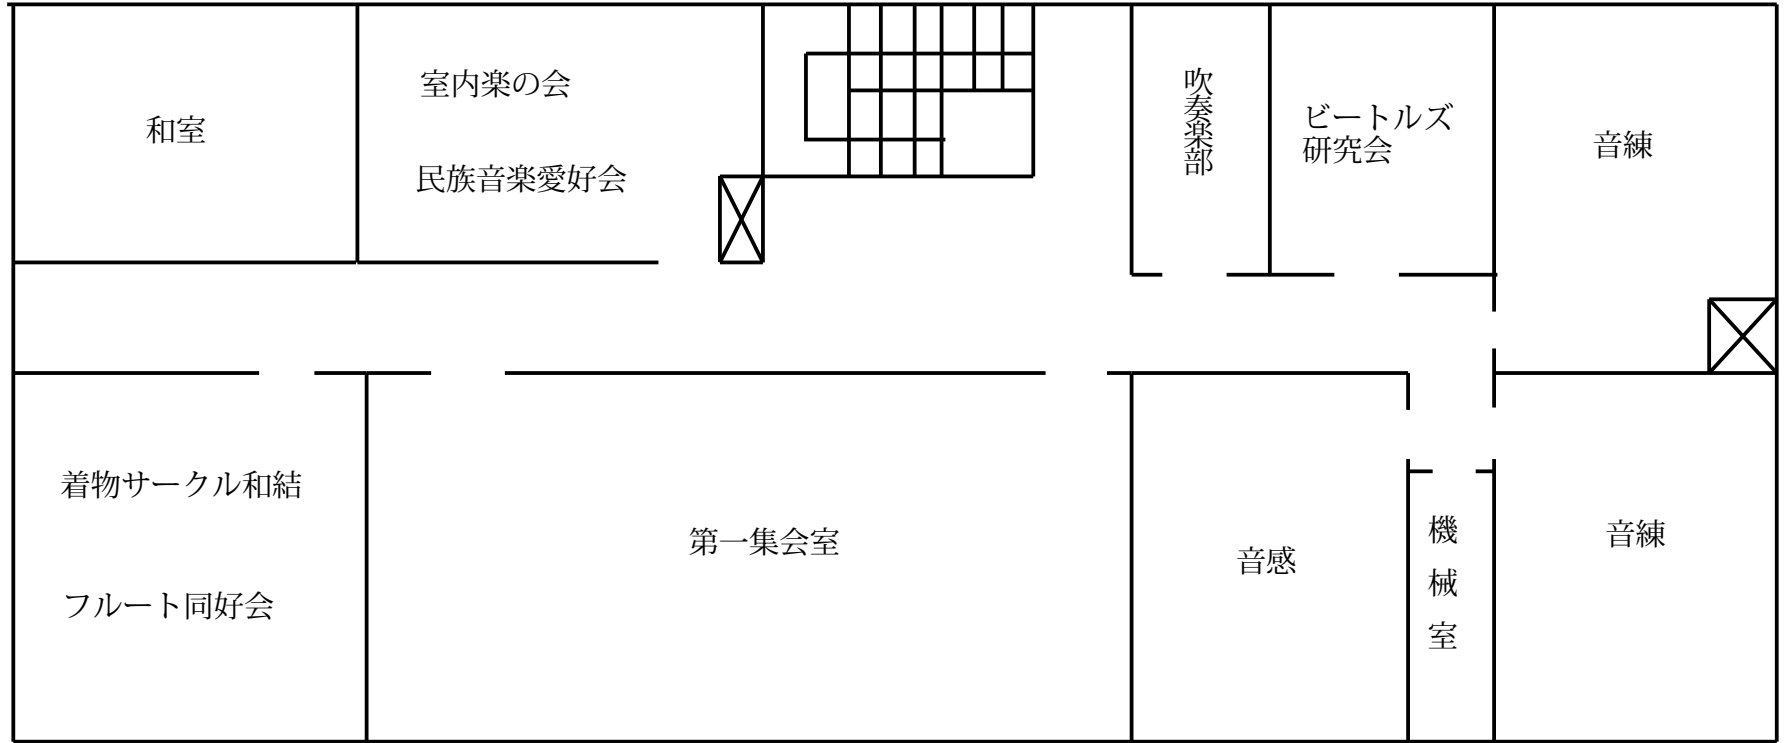 和室
室内楽の会
民族音楽愛好会
吹奏楽部
ビートルズ
研究会
音練
着物サークル和結
フルート同好会
第一集会室
音感
機械室
音練